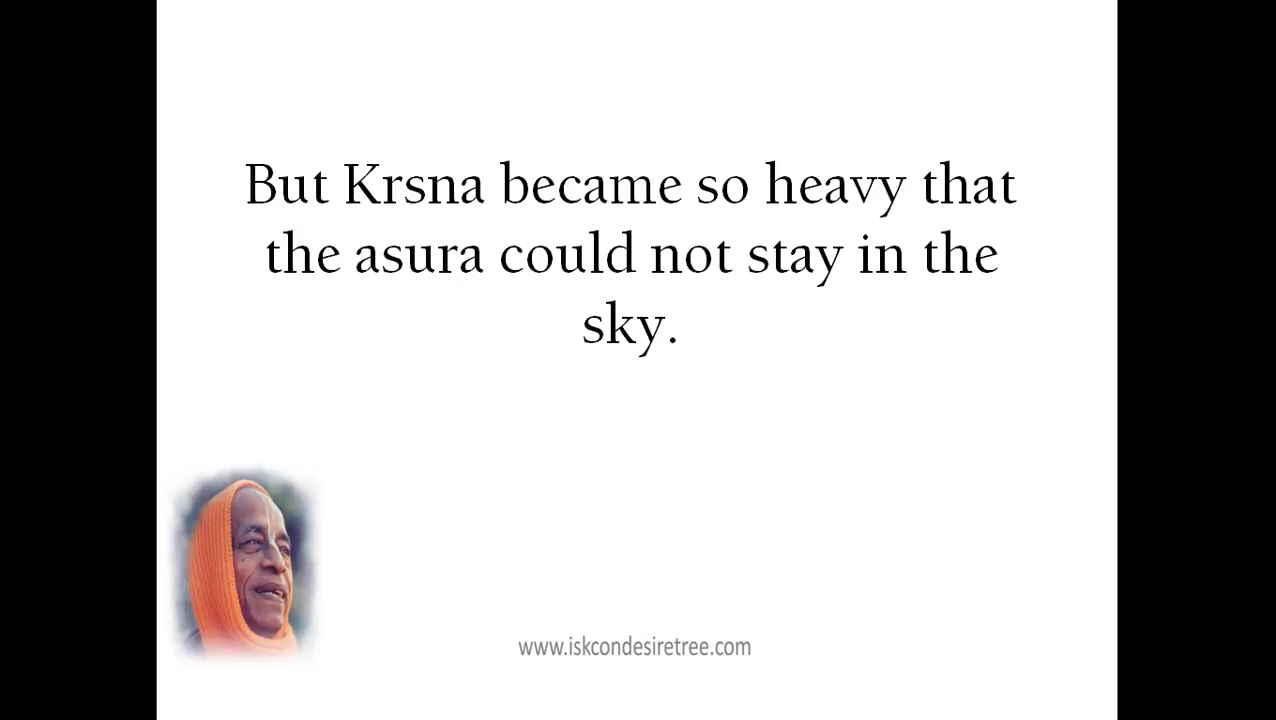 But Krsna became so heavy that
the asura could not stay in the
sky.
www.iskcondesiretree.com